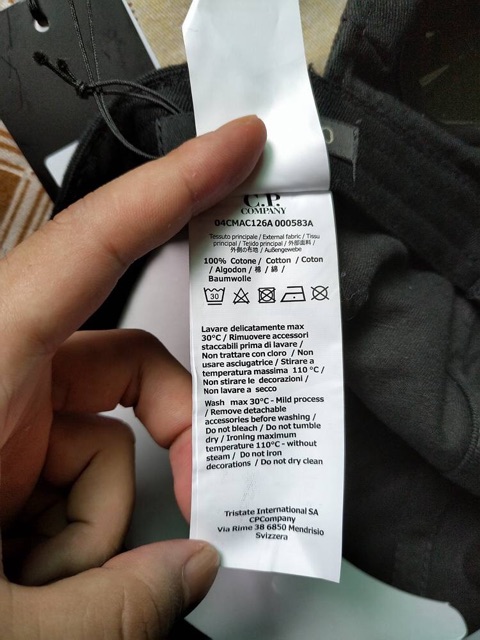 C.P.
COMPANY
04CMAC126A 000583A
Tessuto principale / External fabric / Tissu
principal / Tejido principal / 外部面料 /
外側の布地 / Außengewebe
100% Cotone / Cotton / Coton
/ Algodon / 棉 / 綿 /
Baumwolle
30
Lavare delicatamente max
30°C / Rimuovere accessori
staccabili prima di lavare /
Non trattare con cloro / Non
usare asciugatrice / Stirare a
temperatura massima 110 °C /
Non stirare le decorazioni /
Non lavare a secco
Wash max 30°C - Mild process
/ Remove detachable
accessories before washing /
Do not bleach / Do not tumble
dry / Ironing maximum
temperature 110°C - without
steam / Do not iron
decorations / Do not dry clean
Tristate International SA
CPCompany
Via Rime 38 6850 Mendrisio
Svizzera